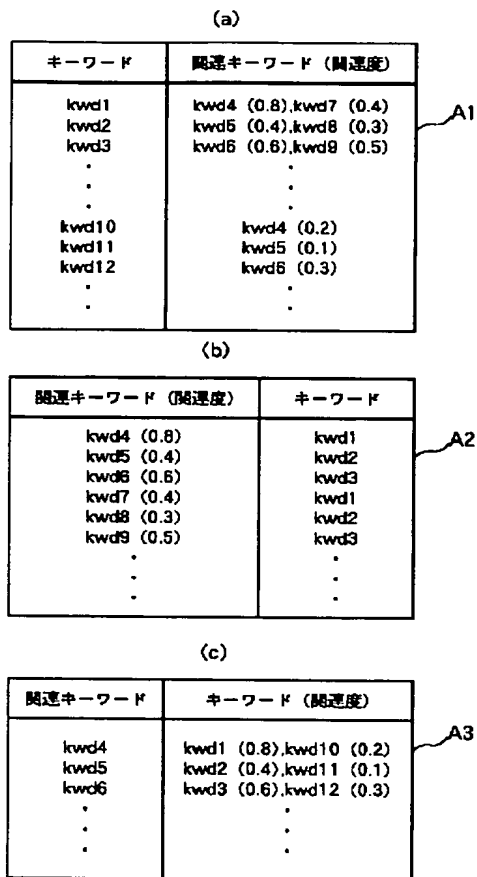 (a)
キーワード 関連キーワード (関連度)
kwd1 kwd4 (0.8),kwd7 (0.4)
kwd2 kwd5 (0.4),kwd8 (0.3)
kwd3 kwd6 (0.6),kwd9 (0.5)
A1
kwd10 kwd4 (0.2)
kwd11 kwd5 (0.1)
kwd12 kwd6 (0.3)
(b)
関連キーワード (関連度) キーワード
kwd4 (0.8) kwd1
A2
kwd5 (0.4) kwd2
kwd6 (0.6) kwd3
kwd7 (0.4) kwd1
kwd8 (0.3) kwd2
kwd9 (0.5) kwd3
(c)
関連キーワード キーワード (関連度)
A3
kwd4 kwd1 (0.8),kwd10 (0.2)
kwd5 kwd2 (0.4),kwd11 (0.1)
kwd6 kwd3 (0.6),kwd12 (0.3)